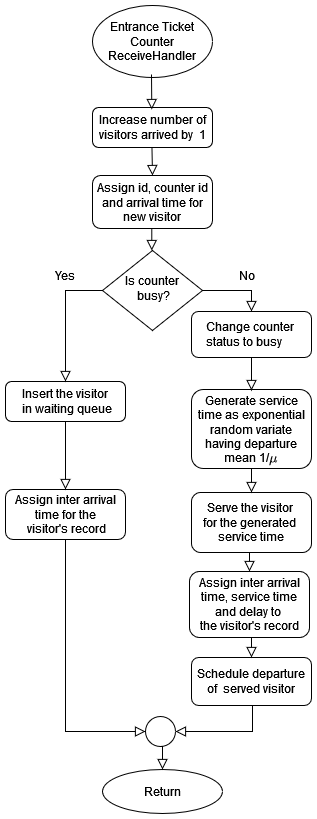 Entrance Ticket
Counter
ReceiveHandler
Increase number of
visitors arrived by 1
Assign id, counter id
and arrival time for
new visitor
Is counter
busy?
Yes
No
Insert the visitor
in waiting queue
Assign inter arrival
time for the
visitor's record
Change counter
status to busy
Generate service
time as exponential
random variate
having departure
mean 1/μ
Serve the visitor
for the generated
service time
Assign inter arrival
time, service time
and delay to
the visitor's record
Schedule departure
of served visitor
Return